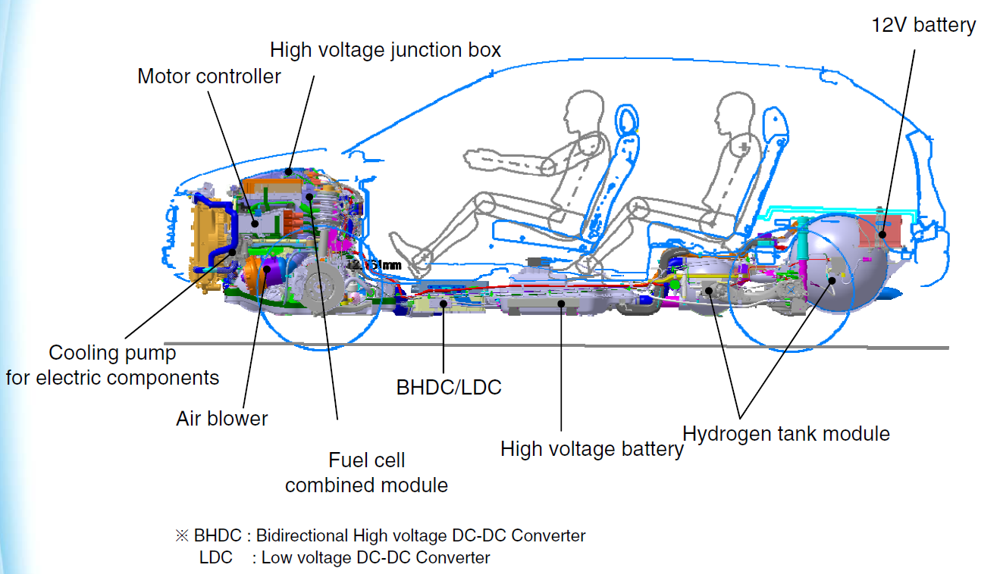 12V battery
High voltage junction box
Motor controller
Cooling pump
for electric components
BHDC/LDC
Air blower
High voltage battery
Hydrogen tank module
Fuel cell
combined module
※ BHDC : Bidirectional High voltage DC-DC Converter
LDC : Low voltage DC-DC Converter